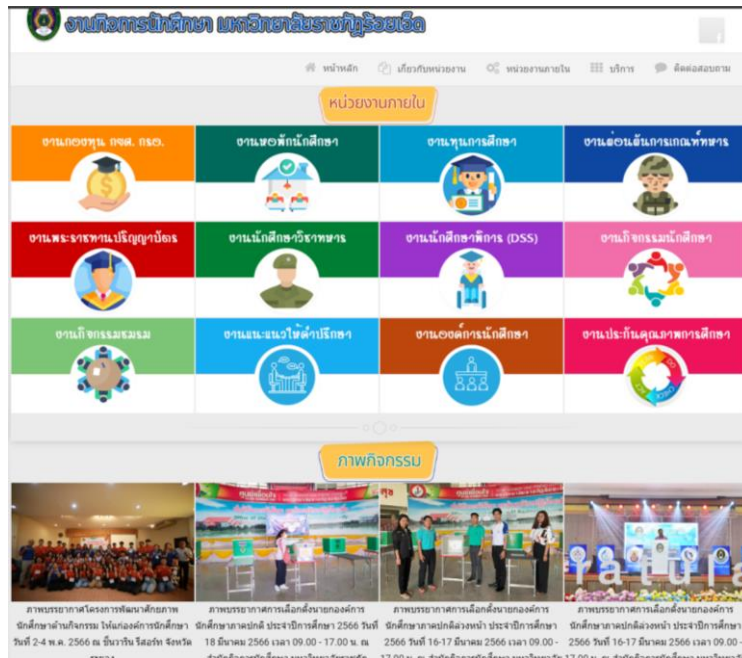 งานกิจการนักศึกษา มหาวิทยาลัยราชภัฏร้อยเอ็ด
หน้าหลัก เกี่ยวกับหน่วยงาน หน่วยงานภายใน บริการ ติดต่อสอบถาม
หน่วยงานภายใน
งานกองทุน กยศ. กรอ. งานหอพักนักศึกษา งานทุนการศึกษา งานผ่อนผันการเกณฑ์ทหาร
งานพระราชทานปริญญาบัตร งานนักศึกษาวิชาทหาร งานนักศึกษาพิการ (DSS) งานกิจกรรมนักศึกษา
งานกิจกรรมชมรม งานแนะแนวให้คำปรึกษา งานองค์การนักศึกษา งานประกันคุณภาพการศึกษา
DO
CHECK
ACT
ภาพกิจกรรม
ratula
ภาพบรรยากาศโครงการพัฒนาศักยภาพ ภาพบรรยากาศการเลือกตั้งนายกองค์การ ภาพบรรยากาศการเลือกตั้งนายกองค์การ ภาพบรรยากาศการเลือกตั้งนายกองค์การ
นักศึกษาด้านกิจกรรม ให้แก่องค์การนักศึกษา นักศึกษาภาคปกติ ประจำปีการศึกษา 2566 วันที่ นักศึกษาภาคปกติล่วงหน้า ประจำปีการศึกษา นักศึกษาภาคปกติล่วงหน้า ประจำปีการศึกษา
วันที่ 2-4 พ.ค. 2566 ณ ชื่นวาริน รีสอร์ท จังหวัด 18 มีนาคม 2566 เวลา 09.00 - 17.00 น. ณ 2566 วันที่ 16-17 มีนาคม 2566 เวลา 09.00 - 2566 วันที่ 16-17 มีนาคม 2566 เวลา 09.00 -